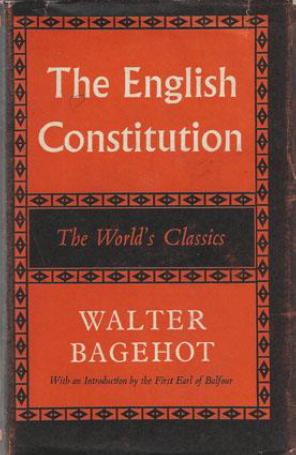 The English
Constitution
The World's Classics
WALTER
BAGEHOT
With an Introduction by the First Earl of Balfour